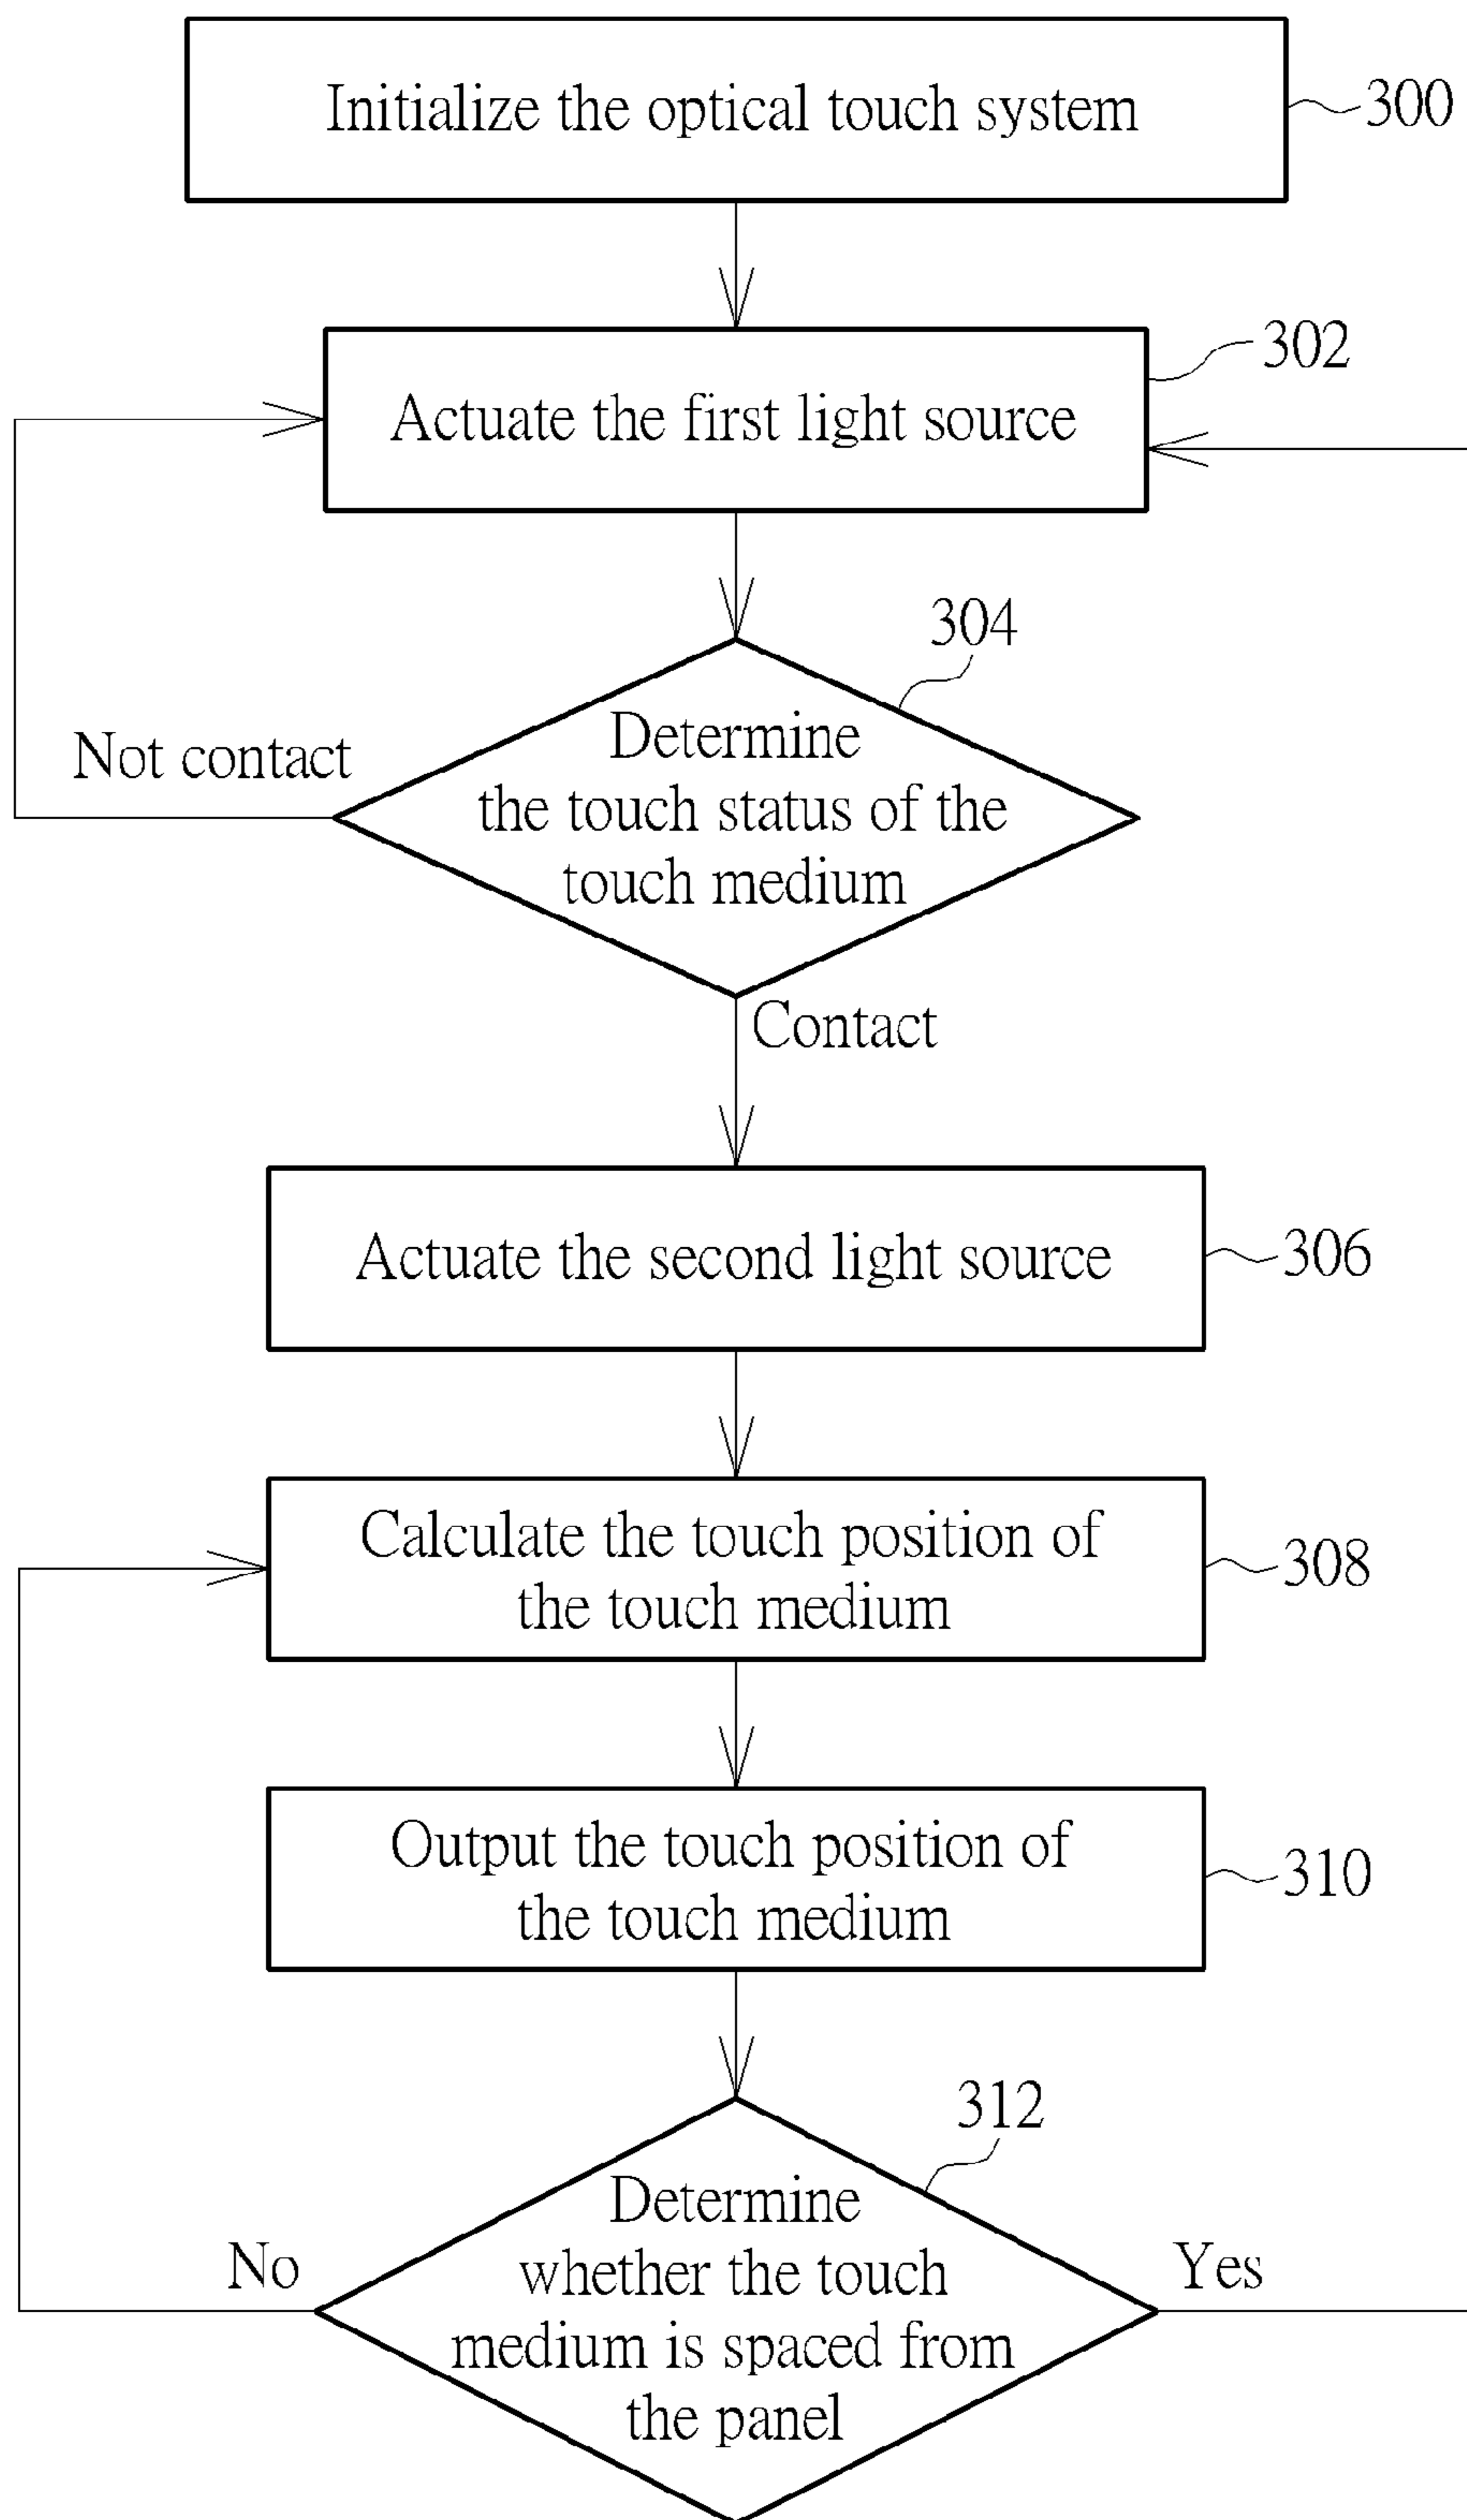 Initialize the optical touch system
300
302
Actuate the first light source
304
Determine
the touch status of the
touch medium
Not contact
Contact
Actuate the second light source
306
Calculate the touch position of
the touch medium
308
Output the touch position of
the touch medium
310
312
Determine
whether the touch
medium is spaced from
the panel
No
Yes